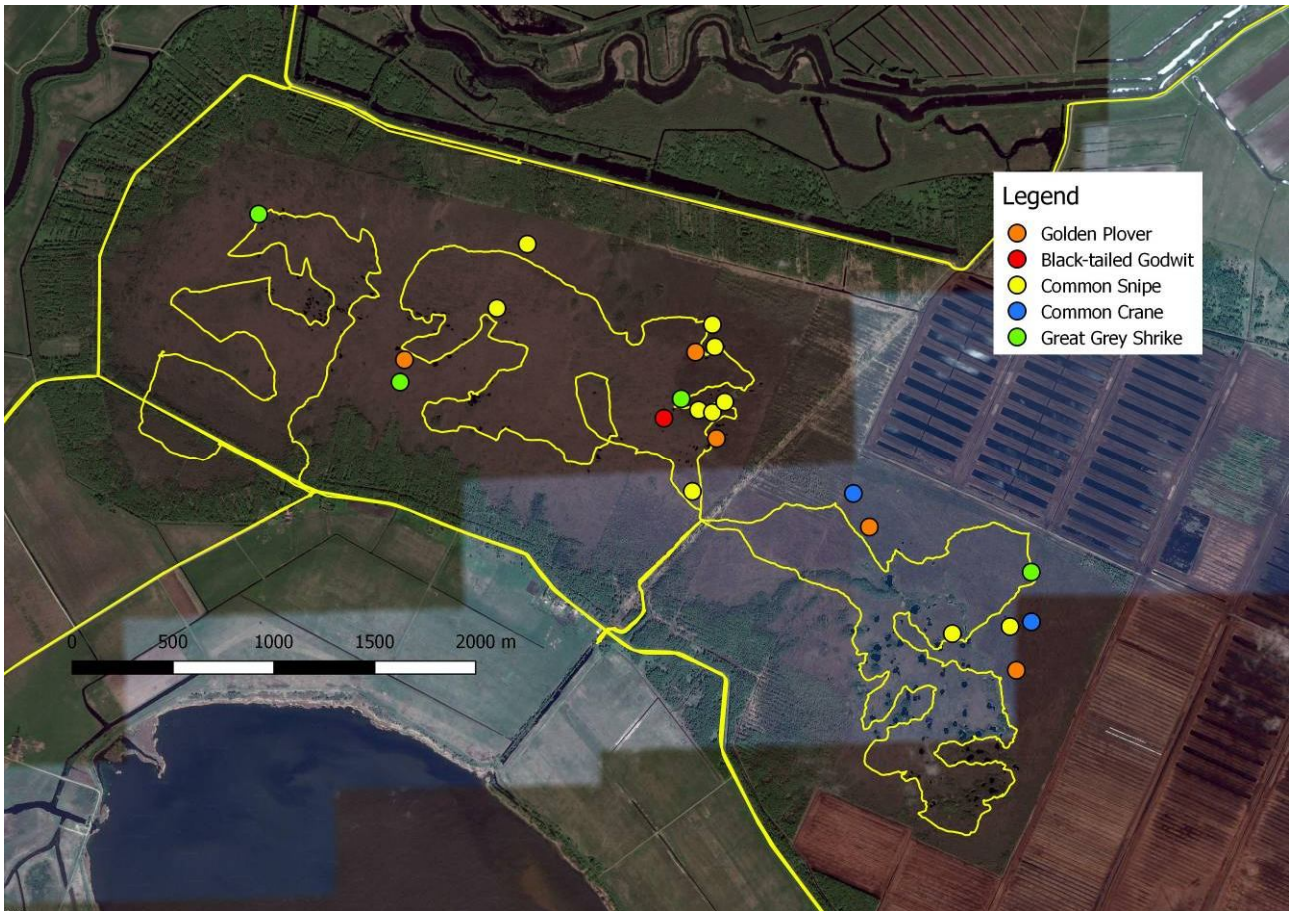 Legend
Golden Plover
Black-tailed Godwit
Common Snipe
Common Crane
Great Grey Shrike
0 500 1000 1500 2000 m